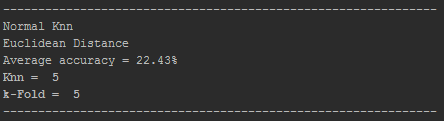 ----------------------------------------------------------------
Normal Knn
Euclidean Distance
Average accuracy = 22.43%
Knn =  5
k-Fold =  5
----------------------------------------------------------------